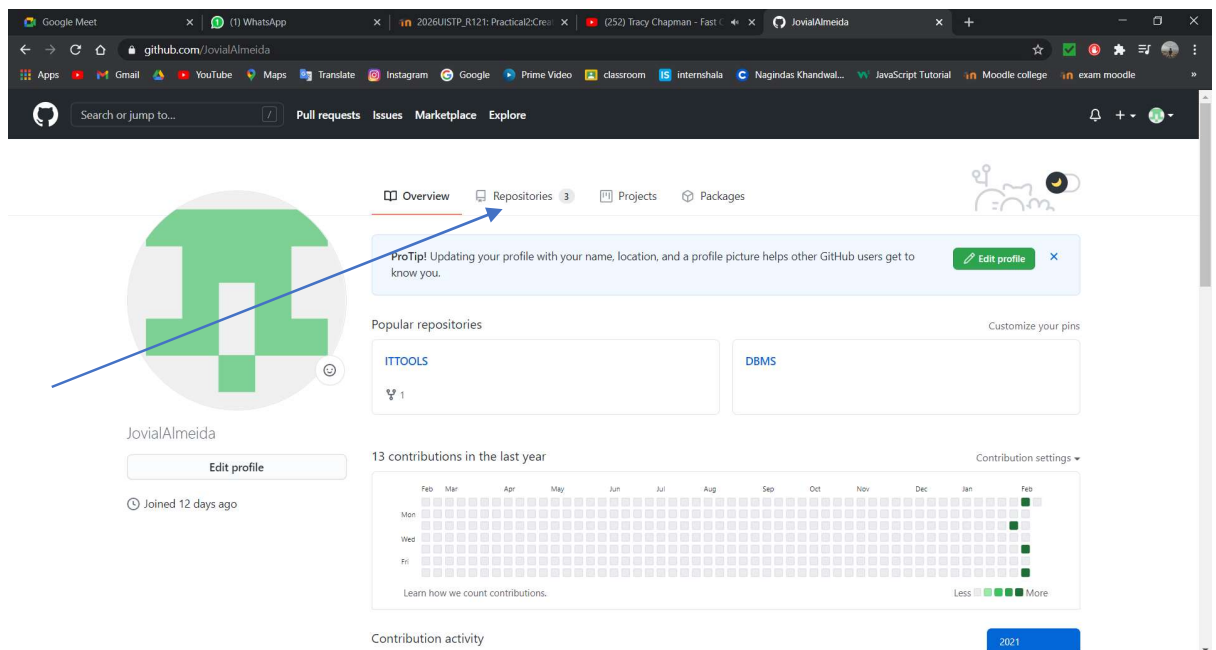 Google Meet
(1) WhatsApp
2026UISTP_R121: Practical2:Crea
(252) Tracy Chapman - Fast C
JovialAlmeida
github.com/JovialAlmeida
Apps Gmail YouTube Maps Translate Instagram Google Prime Video classroom internshala Nagindas Khandwal... JavaScript Tutorial Moodle college exam moodle »
Search or jump to... / Pull requests Issues Marketplace Explore
Overview Repositories 3 Projects Packages
ProTip! Updating your profile with your name, location, and a profile picture helps other GitHub users get to
know you.
Edit profile
Popular repositories Customize your pins
ITTOOLS DBMS
1
JovialAlmeida
Edit profile
Joined 12 days ago
13 contributions in the last year Contribution settings
Feb Mar Apr May Jun Jul Aug Sep Oct Nov Dec Jan Feb
Mon
Wed
Fri
Learn how we count contributions. Less More
Contribution activity 2021